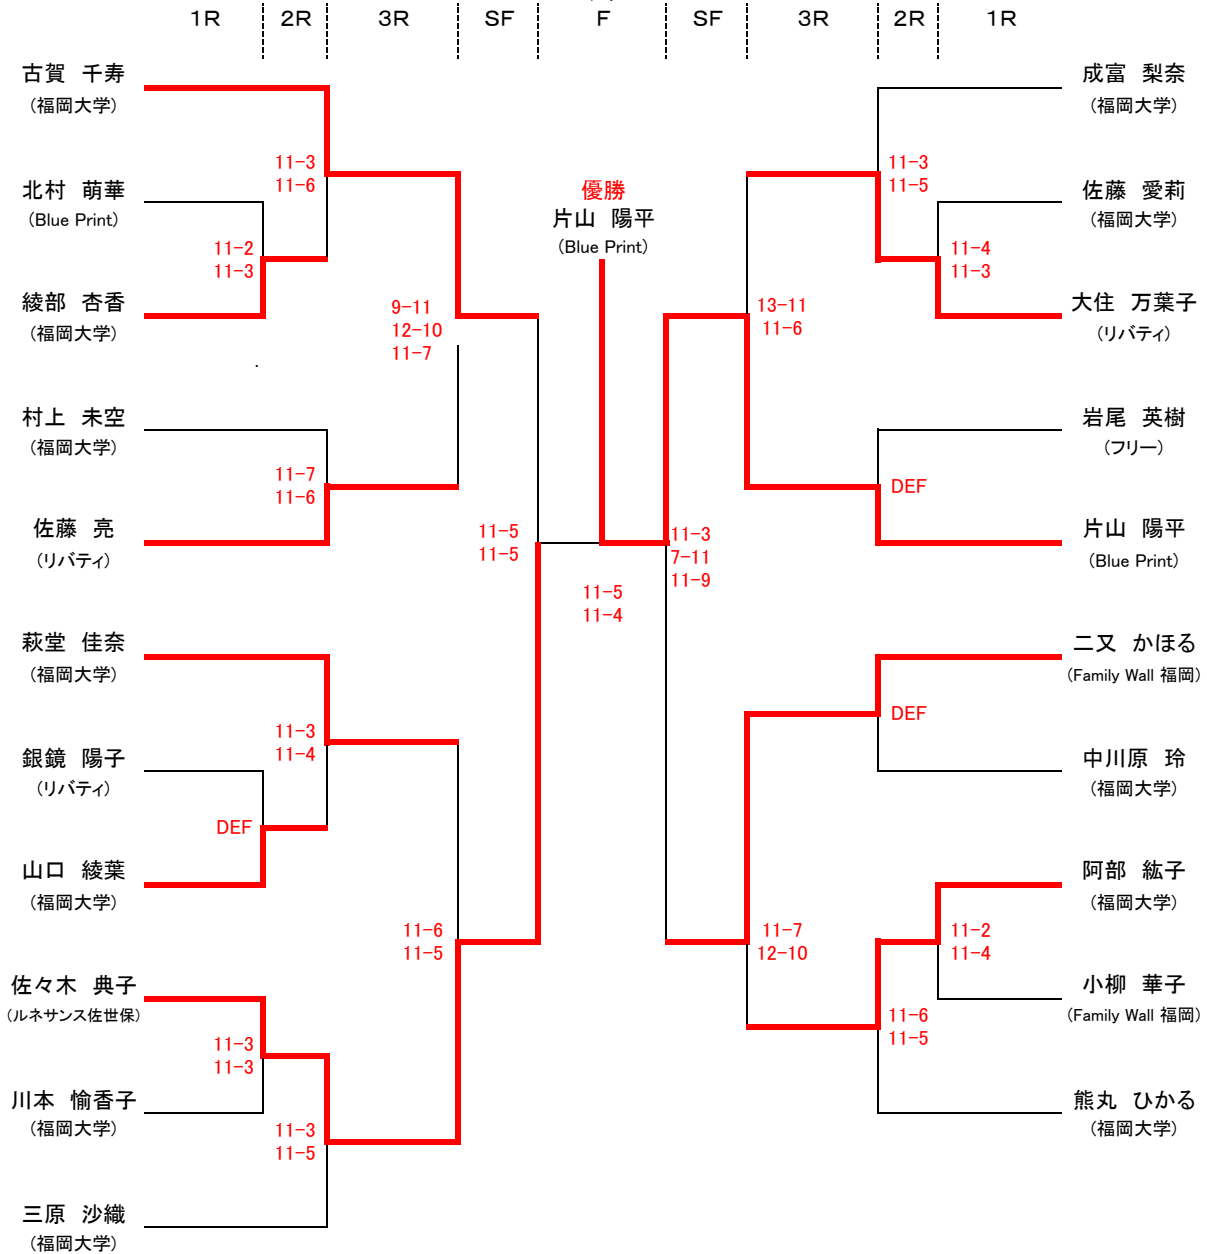 1R 2R 3R SF F SF 3R 2R 1R
古賀 千寿
(福岡大学)
北村 萌華
(Blue Print)
綾部 杏香
(福岡大学)
村上 未空
(福岡大学)
佐藤 亮
(リバティ)
萩堂 佳奈
(福岡大学)
銀鏡 陽子
(リバティ)
山口 綾葉
(福岡大学)
佐々木 典子
(ルネサンス佐世保)
川本 愉香子
(福岡大学)
三原 沙織
(福岡大学)
11-2
11-3
DEF
11-3
11-3
11-3
11-6
11-7
11-6
11-3
11-4
11-3
11-5
9-11
12-10
11-7
11-6
11-5
11-5
11-5
優勝
片山 陽平
(Blue Print)
11-5
11-4
11-3
7-11
11-9
13-11
11-6
11-7
12-10
11-3
11-5
DEF
DEF
11-6
11-5
11-4
11-3
11-2
11-4
成富 梨奈
(福岡大学)
佐藤 愛莉
(福岡大学)
大住 万葉子
(リバティ)
岩尾 英樹
(フリー)
片山 陽平
(Blue Print)
二又 かほる
(Family Wall 福岡)
中川原 玲
(福岡大学)
阿部 紘子
(福岡大学)
小柳 華子
(Family Wall 福岡)
熊丸 ひかる
(福岡大学)